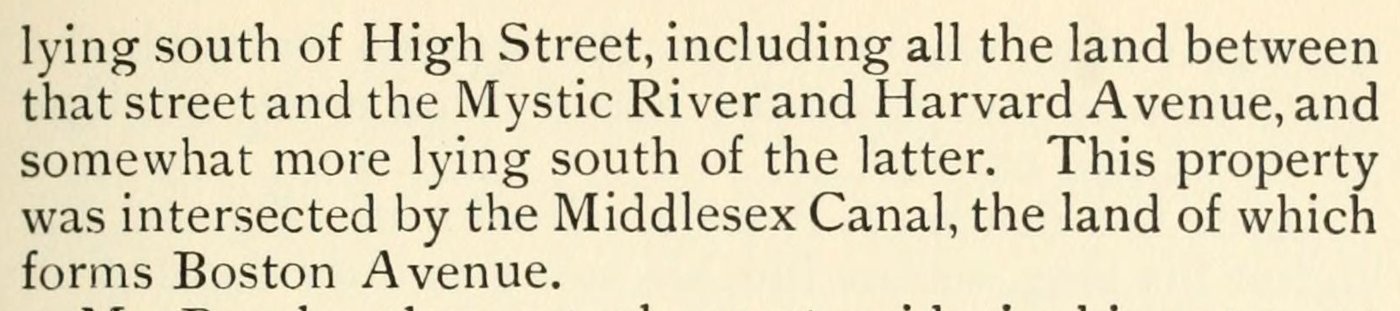 lying south of High Street, including all the land between
that street and the Mystic River and Harvard Avenue, and
somewhat more lying south of the latter. This property
was intersected by the Middlesex Canal, the land of which
forms Boston Avenue.